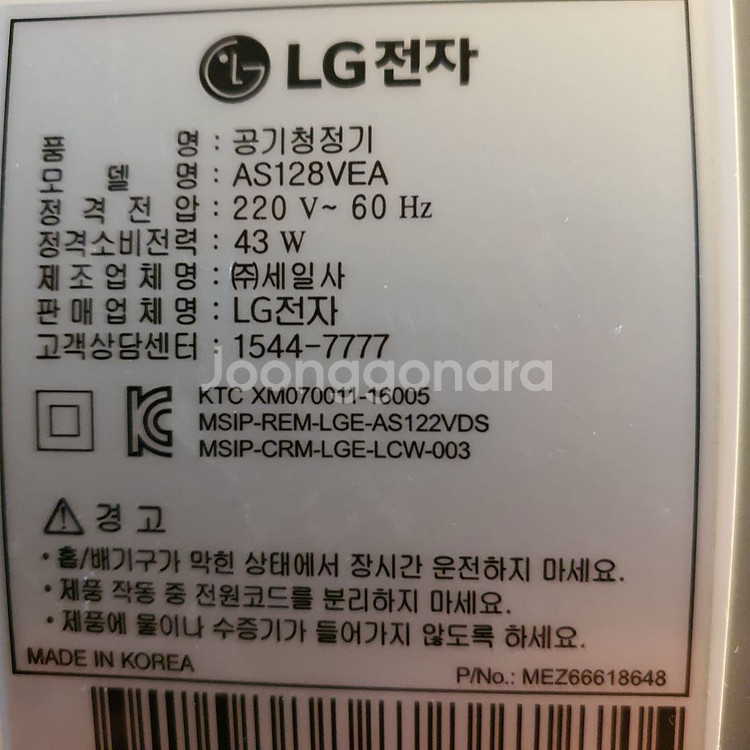 LG전자
품 명 : 공기청정기
모 델 명 : AS128VEA
정 격 전 압 : 220 V~ 60 Hz
정격소비전력 : 43 W
제 조 업 체 명 : ㈜세일사
판 매 업 체 명 : LG전자
고객상담센터 : 1544-7777
Joonggonara
KTC XM070011-16005
MSIP-REM-LGE-AS122VDS
MSIP-CRM-LGE-LCW-003
경 고
• 흡/배기구가 막힌 상태에서 장시간 운전하지 마세요.
• 제품 작동 중 전원코드를 분리하지 마세요.
• 제품에 물이나 수증기가 들어가지 않도록 하세요.
MADE IN KOREA
P/No.: MEZ66618648